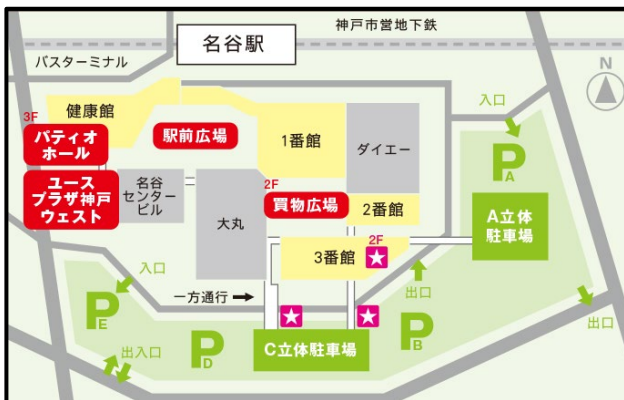 神戸市営地下鉄
名谷駅
バスターミナル
N
健康館
3F
パティオ
ホール
駅前広場
1番館
ダイエー
入口
PA
ユース
プラザ神戸
ウェスト
名谷
センター
ビル
大丸
2F
買物広場
2番館
A立体
駐車場
3番館
2F
入口
一方通行
出口
出口
PE
PD
PB
C立体駐車場
出入口